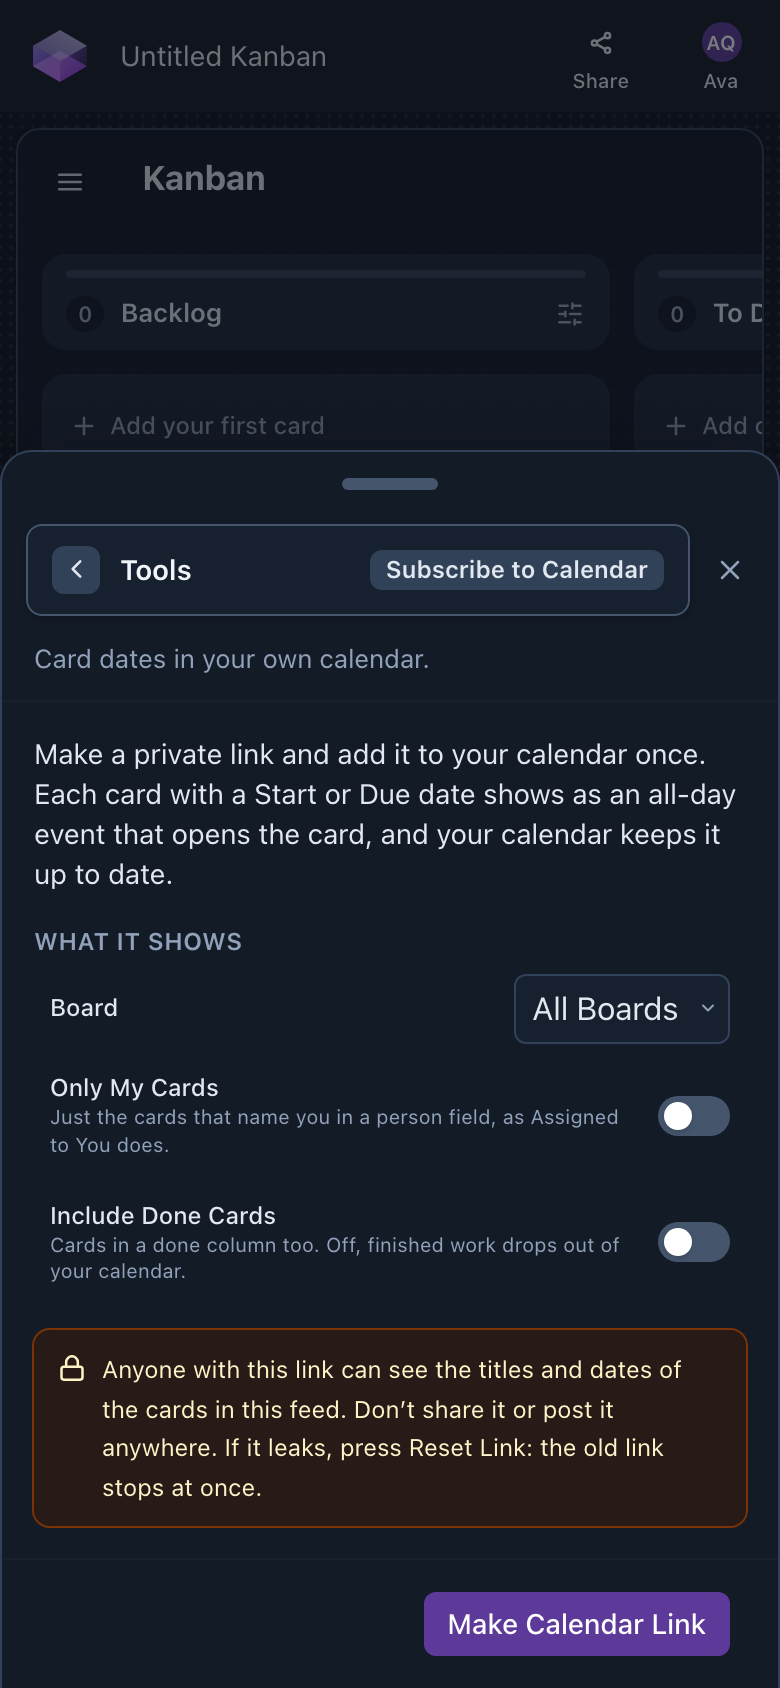 Untitled Kanban
Share
AQ
Ava
Kanban
0 Backlog
0 To D
+ Add your first card
+ Add
Tools
Subscribe to Calendar
Card dates in your own calendar.
Make a private link and add it to your calendar once.
Each card with a Start or Due date shows as an all-day
event that opens the card, and your calendar keeps it
up to date.
WHAT IT SHOWS
Board
All Boards
Only My Cards
Just the cards that name you in a person field, as Assigned
to You does.
Include Done Cards
Cards in a done column too. Off, finished work drops out of
your calendar.
Anyone with this link can see the titles and dates of
the cards in this feed. Don’t share it or post it
anywhere. If it leaks, press Reset Link: the old link
stops at once.
Make Calendar Link